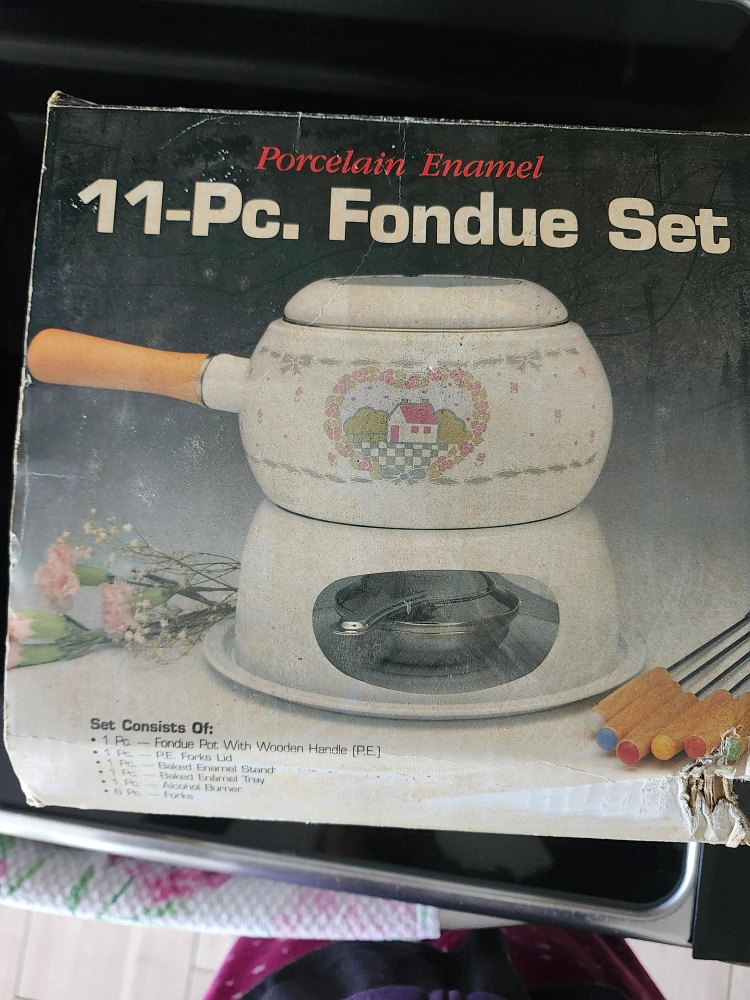 Porcelain Enamel
11-Pc. Fondue Set
Set Consists Of:
• 1 Pc. — Fondue Pot With Wooden Handle [P.E.]
• 1 Pc. — P.E. Forks Lid
• 1 Pc. — Baked Enamel Stand
• 1 Pc. — Baked Enamel Tray
• 1 Pc. — Alcohol Burner
• 6 Pc. — Forks